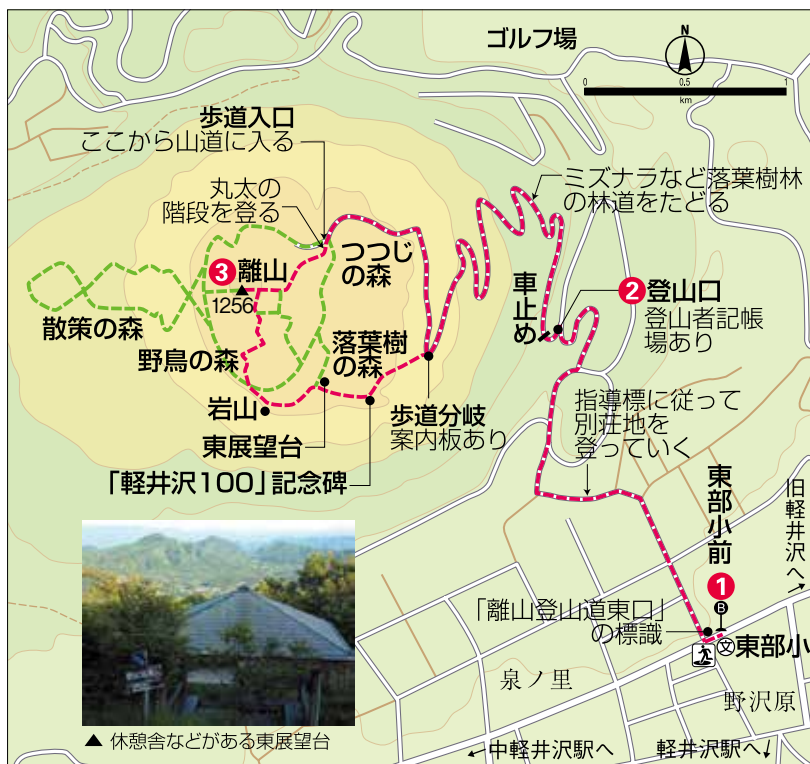 ゴルフ場
N
0
0.5
1
km
歩道入口
ここから山道に入る
丸太の
階段を登る
ミズナラなど落葉樹林
の林道をたどる
つつじ
の森
3 離山
1256
車止め
2 登山口
登山者記帳
場あり
散策の森
野鳥の森
落葉樹
の森
岩山
東展望台
歩道分岐
案内板あり
指導標に従って
別荘地を
登っていく
「軽井沢100」記念碑
東部小前
1
B
旧軽井沢へ
「離山登山道東口」
の標識
文 東部小
泉ノ里
野沢原
▲ 休憩舎などがある東展望台
中軽井沢駅へ
軽井沢駅へ